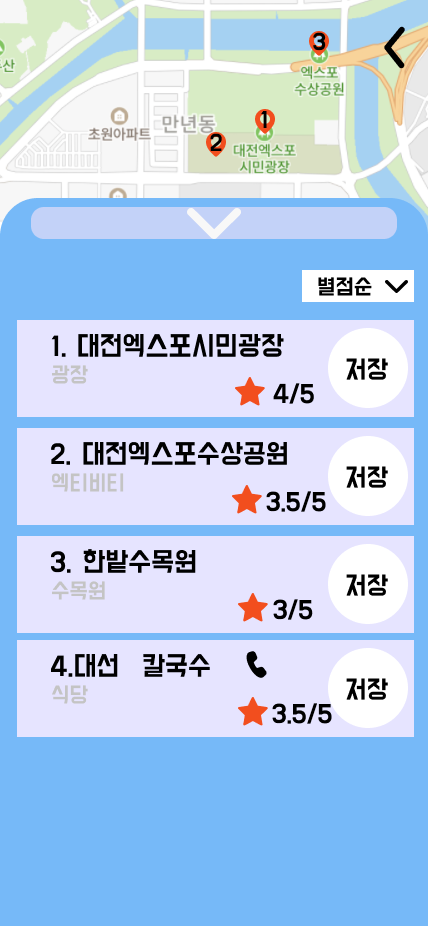 3
엑스포
수상공원
산
초원아파트
만년동
1
2
대전엑스포
시민광장
별점순
1. 대전엑스포시민광장
광장
4/5
저장
2. 대전엑스포수상공원
엑티비티
3.5/5
저장
3. 한밭수목원
수목원
3/5
저장
4.대선 칼국수
식당
3.5/5
저장